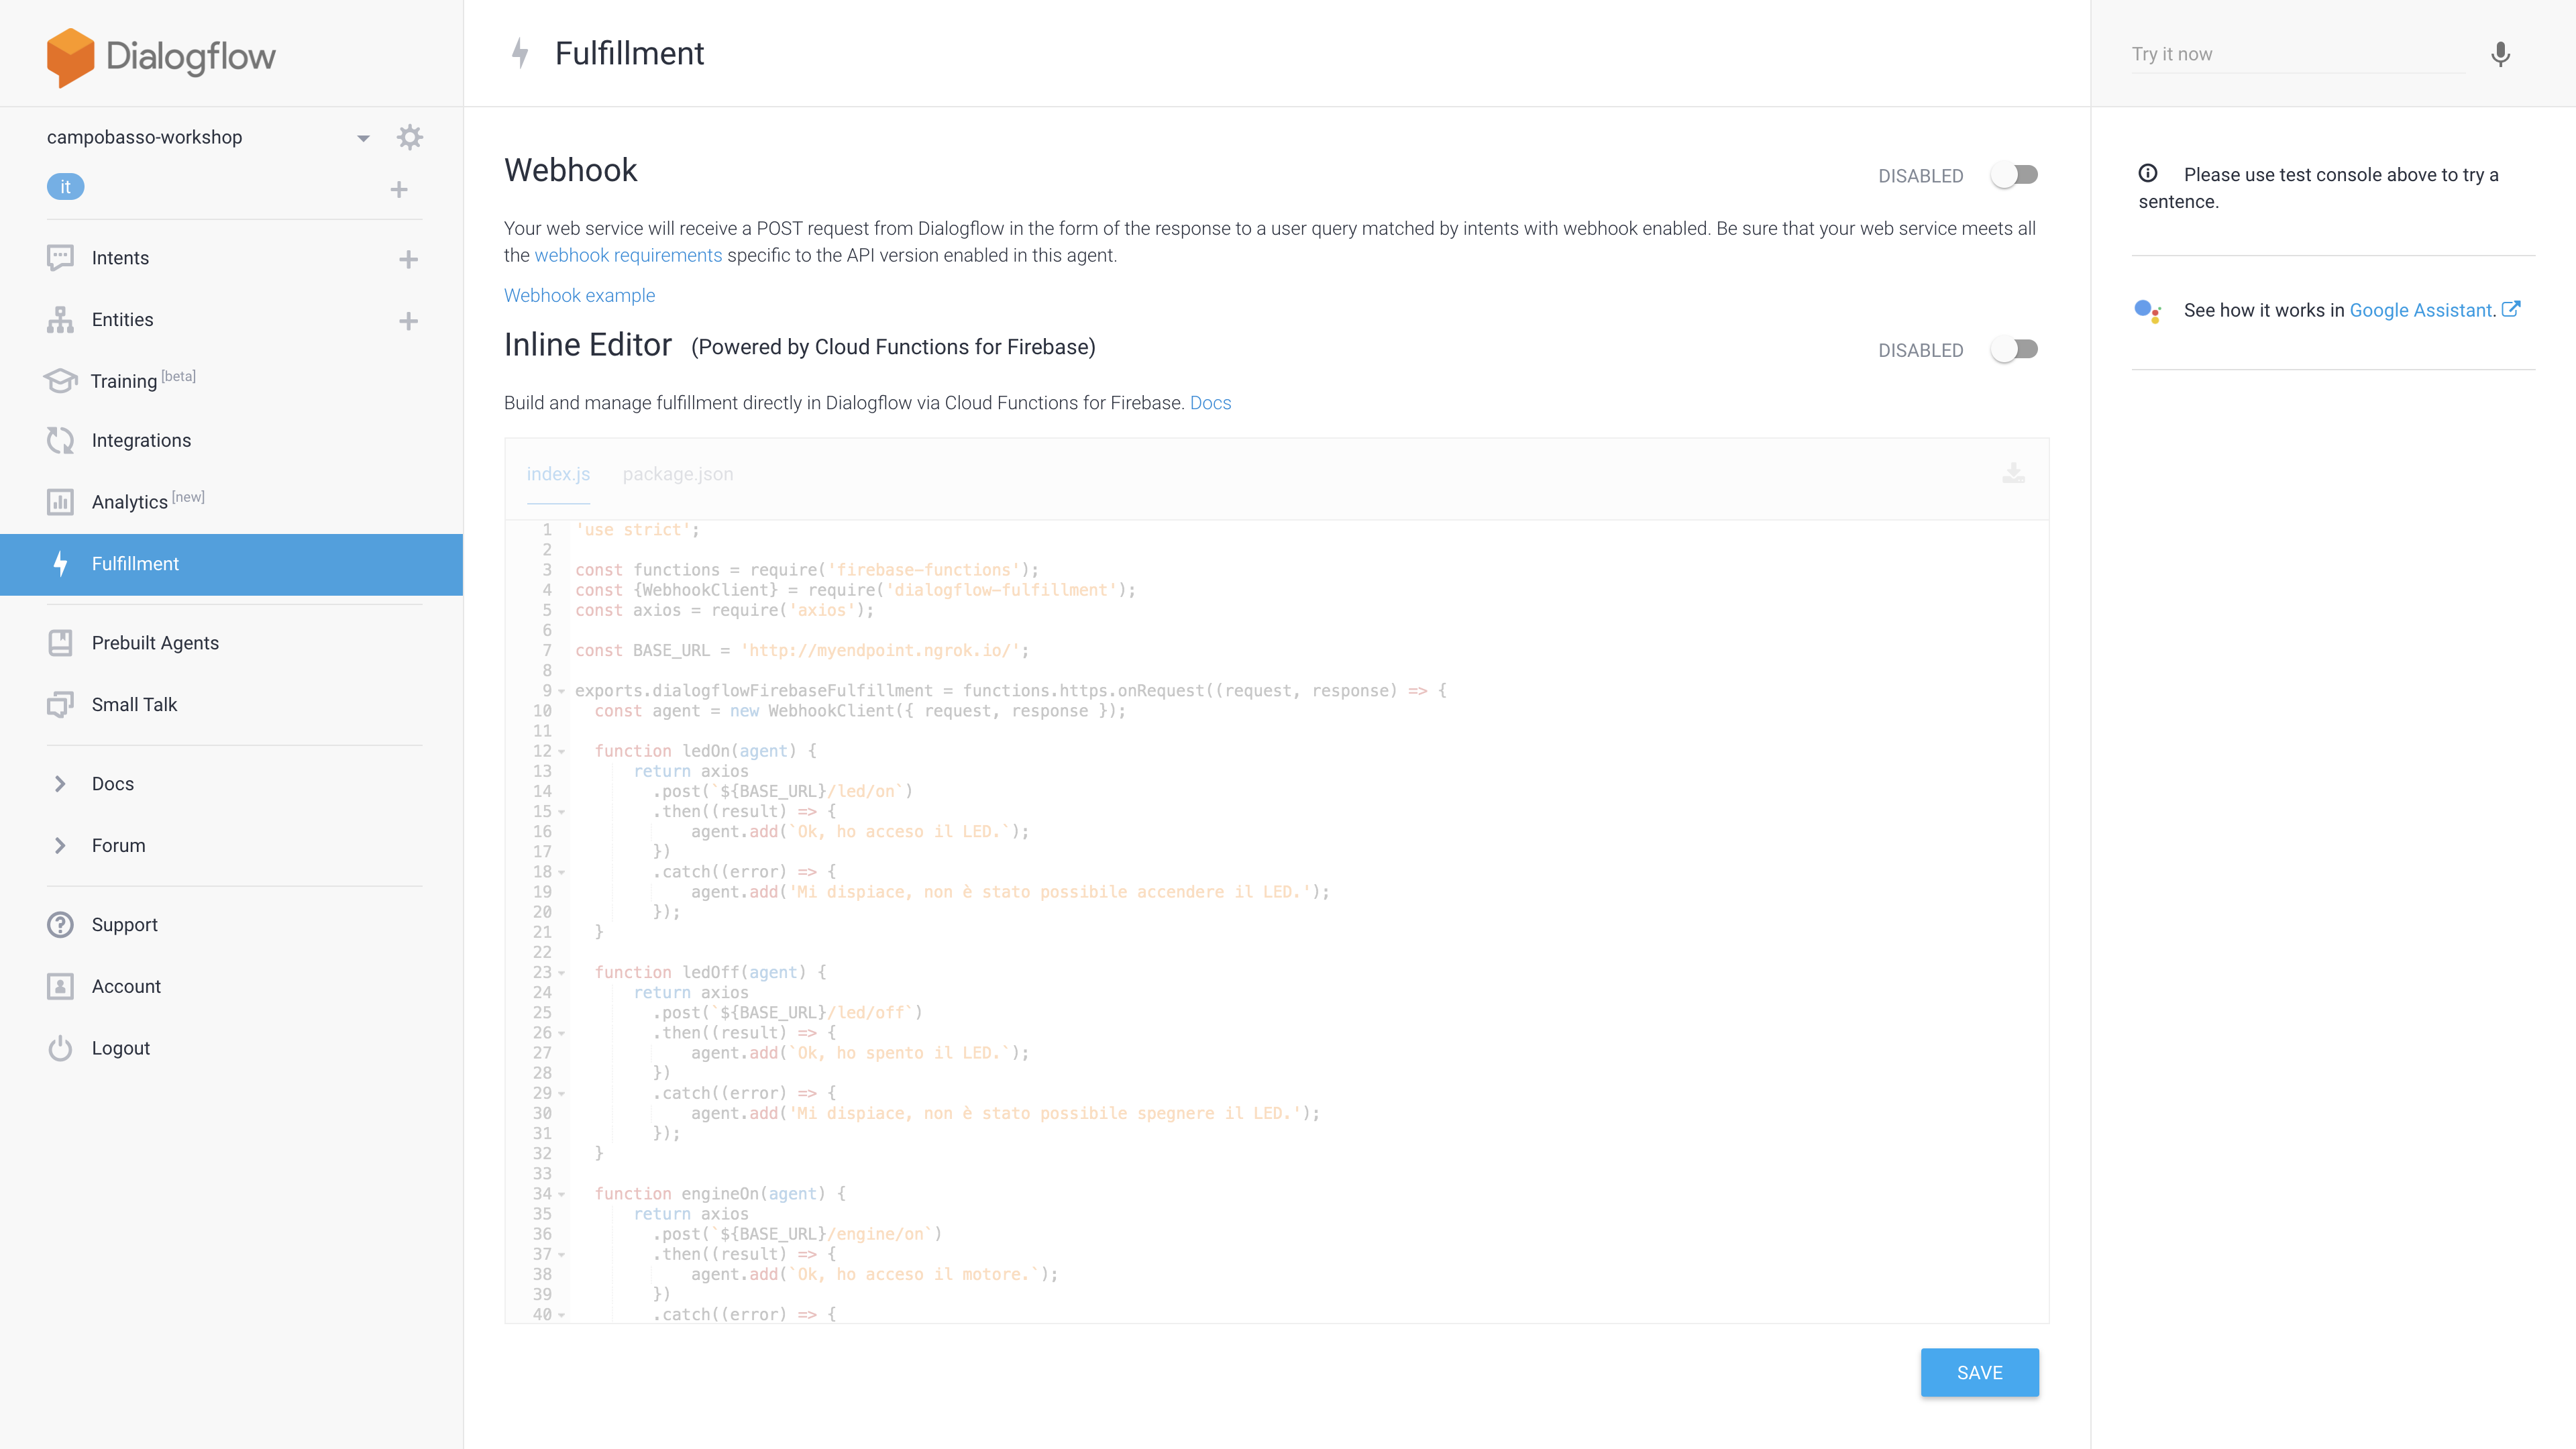 Dialogflow
campobasso-workshop
it
Intents
Entities
Training [beta]
Integrations
Analytics [new]
Fulfillment
Prebuilt Agents
Small Talk
Docs
Forum
Support
Account
Logout
Fulfillment
Webhook
DISABLED
Your web service will receive a POST request from Dialogflow in the form of the response to a user query matched by intents with webhook enabled. Be sure that your web service meets all
the webhook requirements specific to the API version enabled in this agent.
Webhook example
Inline Editor (Powered by Cloud Functions for Firebase)
DISABLED
Build and manage fulfillment directly in Dialogflow via Cloud Functions for Firebase. Docs
index.js package.json
1 'use strict';
2
3 const functions = require('firebase-functions');
4 const {WebhookClient} = require('dialogflow-fulfillment');
5 const axios = require('axios');
6
7 const BASE_URL = 'http://myendpoint.ngrok.io/';
8
9 exports.dialogflowFirebaseFulfillment = functions.https.onRequest((request, response) => {
10 const agent = new WebhookClient({ request, response });
11
12 function ledOn(agent) {
13 return axios
14 .post(`${BASE_URL}/led/on`)
15 .then((result) => {
16 agent.add(`Ok, ho acceso il LED.`);
17 })
18 .catch((error) => {
19 agent.add('Mi dispiace, non è stato possibile accendere il LED.');
20 });
21 }
22
23 function ledOff(agent) {
24 return axios
25 .post(`${BASE_URL}/led/off`)
26 .then((result) => {
27 agent.add(`Ok, ho spento il LED.`);
28 })
29 .catch((error) => {
30 agent.add('Mi dispiace, non è stato possibile spegnere il LED.');
31 });
32 }
33
34 function engineOn(agent) {
35 return axios
36 .post(`${BASE_URL}/engine/on`)
37 .then((result) => {
38 agent.add(`Ok, ho acceso il motore.`);
39 })
40 .catch((error) => {
SAVE
Try it now
Please use test console above to try a
sentence.
See how it works in Google Assistant.